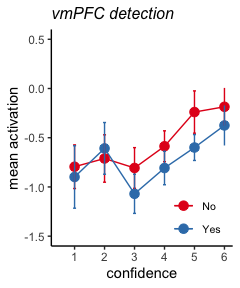 vmPFC detection
mean activation
0.5
0.0
-0.5
-1.0
-1.5
No
Yes
1 2 3 4 5 6
confidence